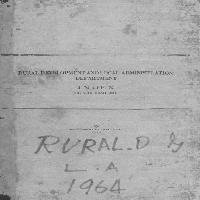 RURAL DEVELOPMENT AND LOCAL ADMINISTRATION
DEPARTMENT
INDEX
RURAL.D &
L.A
1964